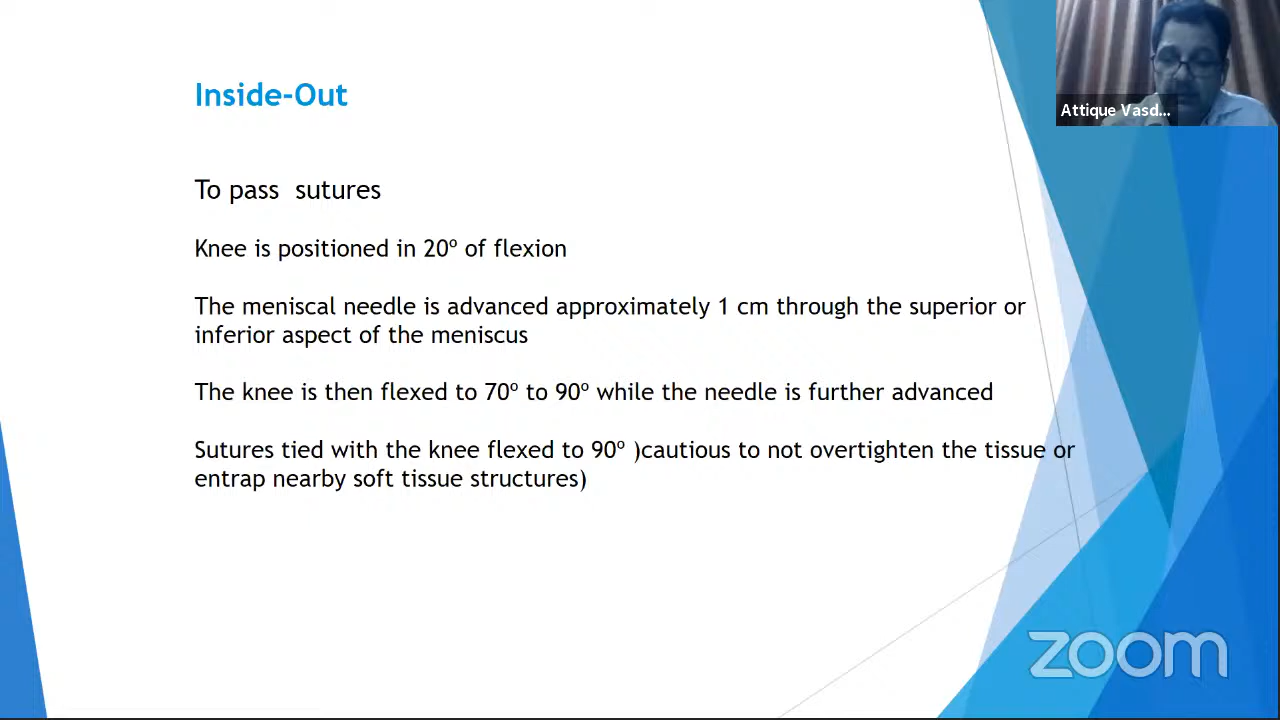 Inside-Out
Attique Vasd...
To pass  sutures
Knee is positioned in 20º of flexion
The meniscal needle is advanced approximately 1 cm through the superior or
inferior aspect of the meniscus
The knee is then flexed to 70º to 90º while the needle is further advanced
Sutures tied with the knee flexed to 90º )cautious to not overtighten the tissue or
entrap nearby soft tissue structures)
zoom